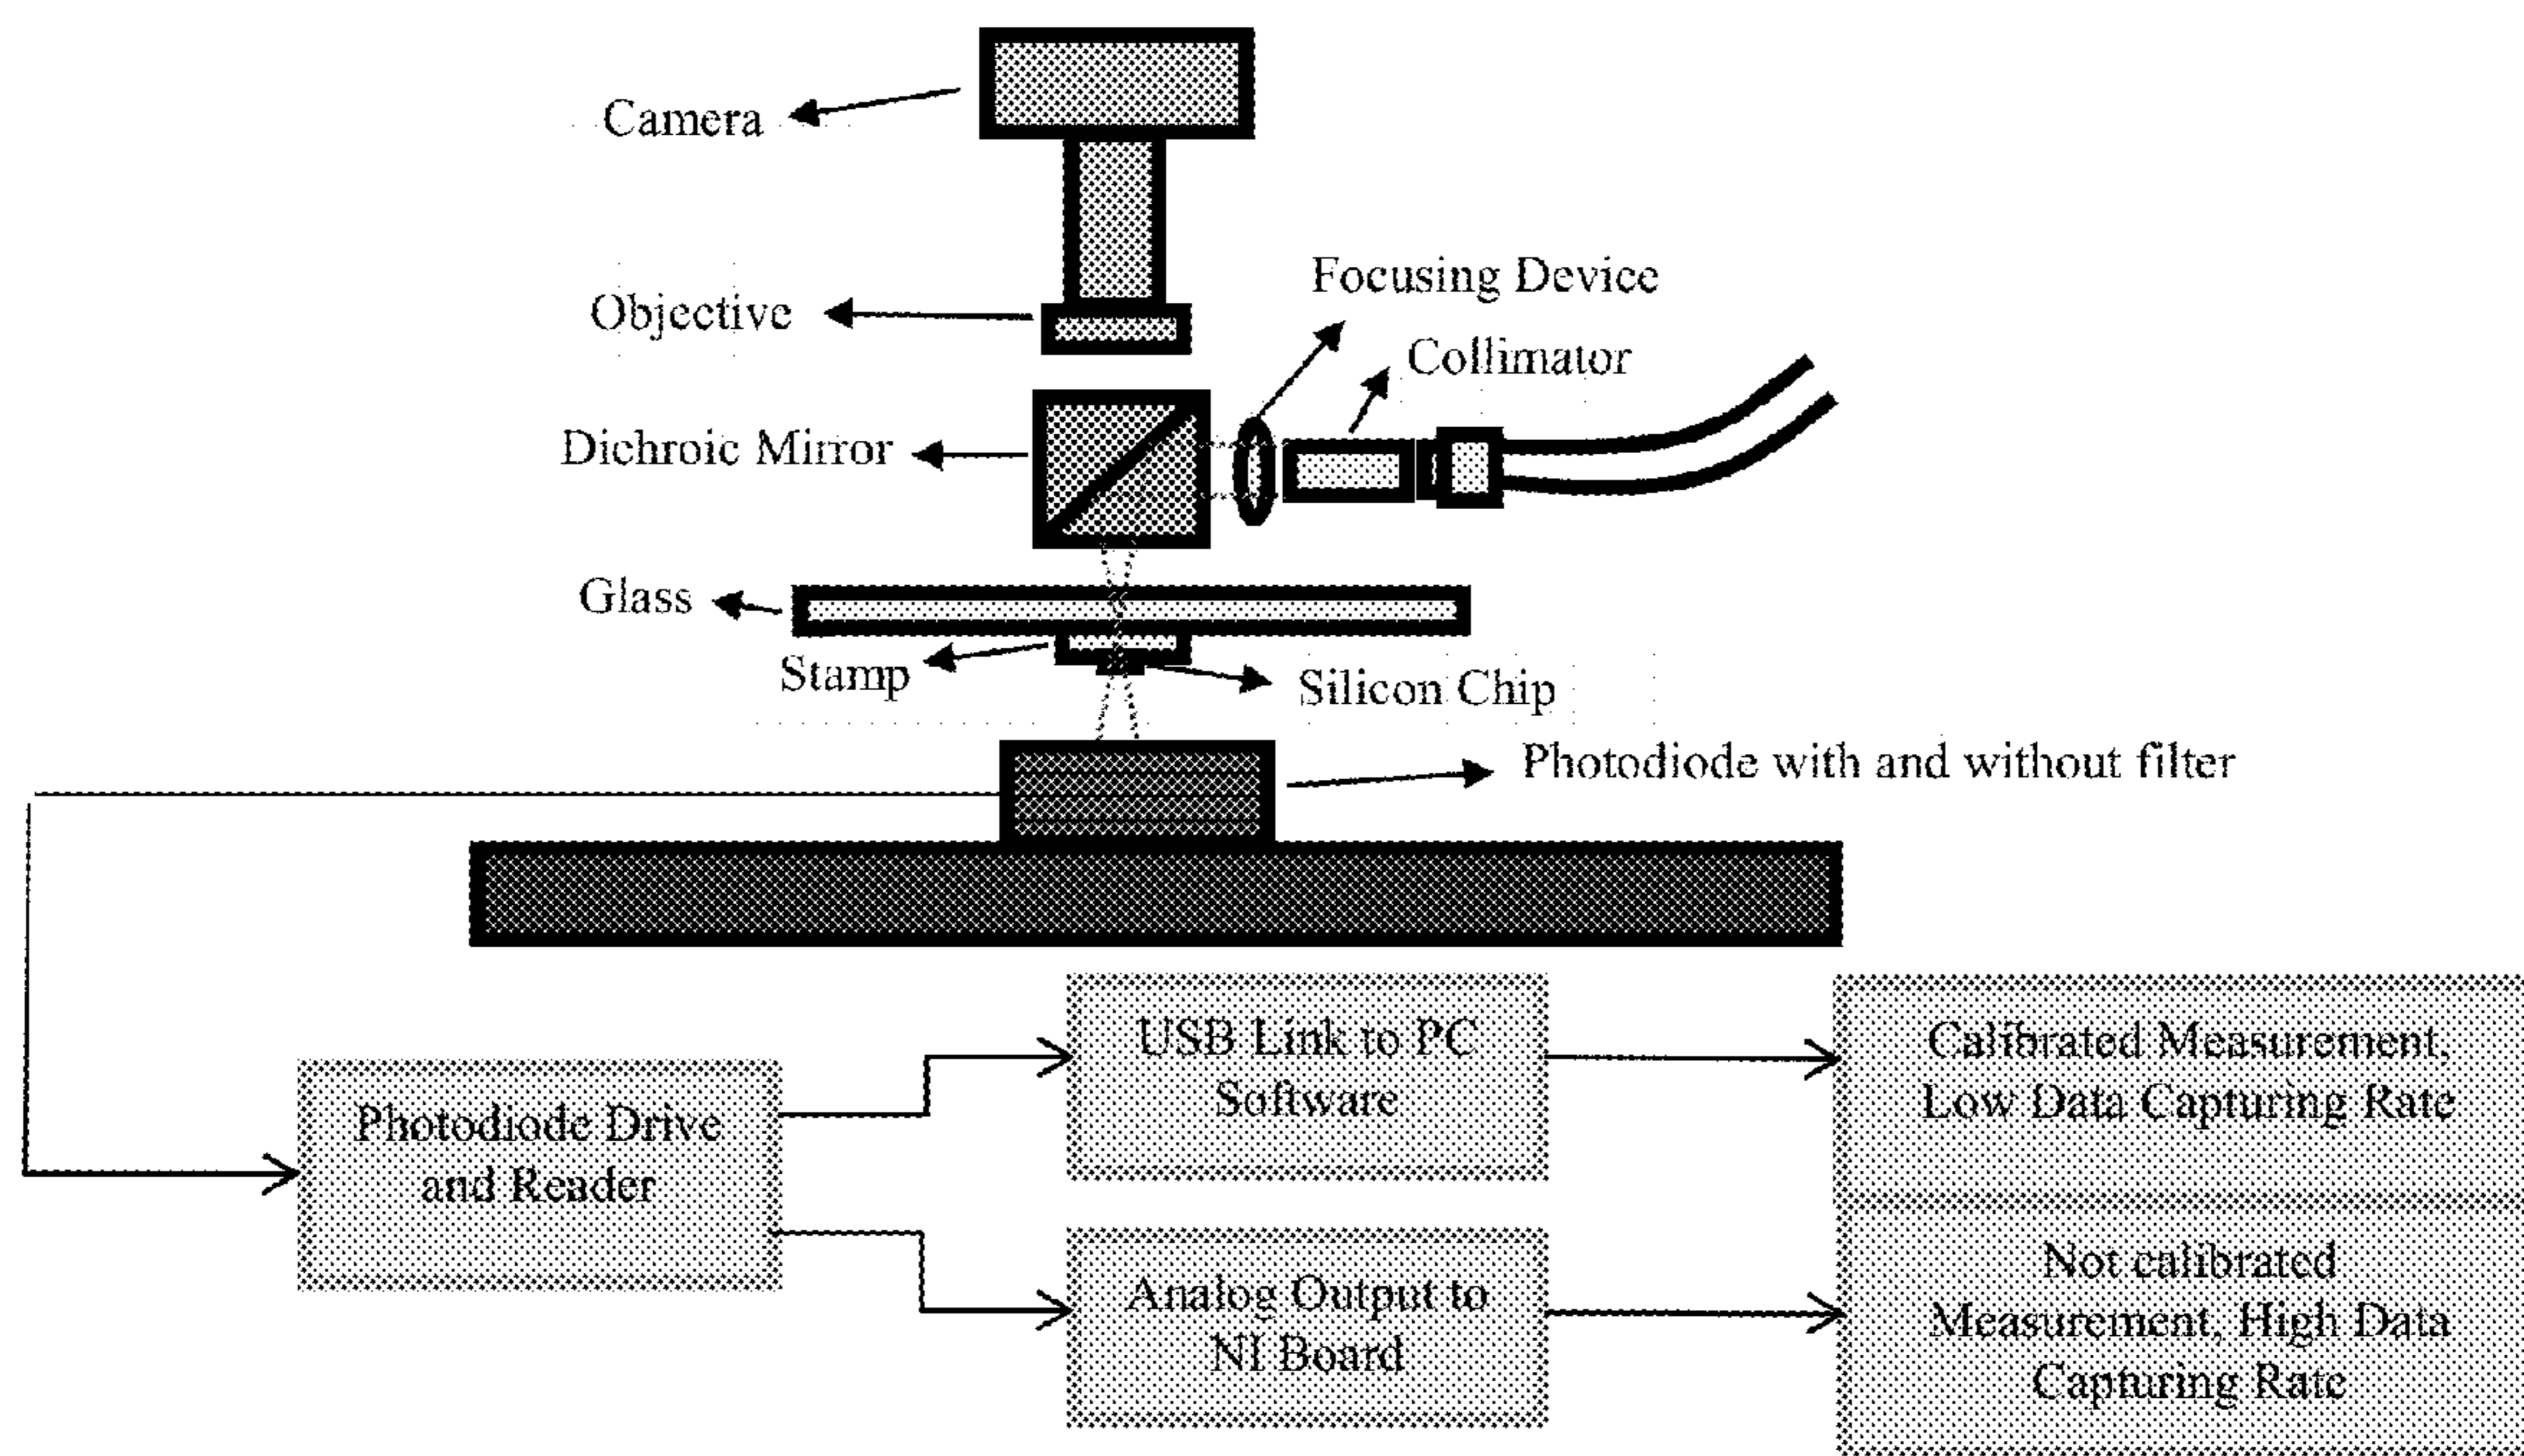 Camera
Objective
Focusing Device
Collimator
Dichroic Mirror
Glass
Stamp
Silicon Chip
Photodiode with and without filter
Photodiode Drive
and Reader
USB Link to PC
Software
Calibrated Measurement,
Low Data Capturing Rate
Analog Output to
NI Board
Not calibrated
Measurement, High Data
Capturing Rate